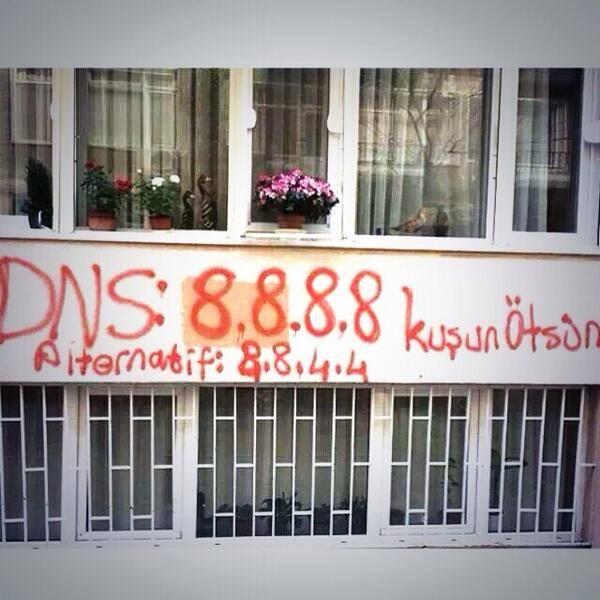 DNS: 8.8.8.8 kuşun Ötsün
Alternatif: 8.8.4.4